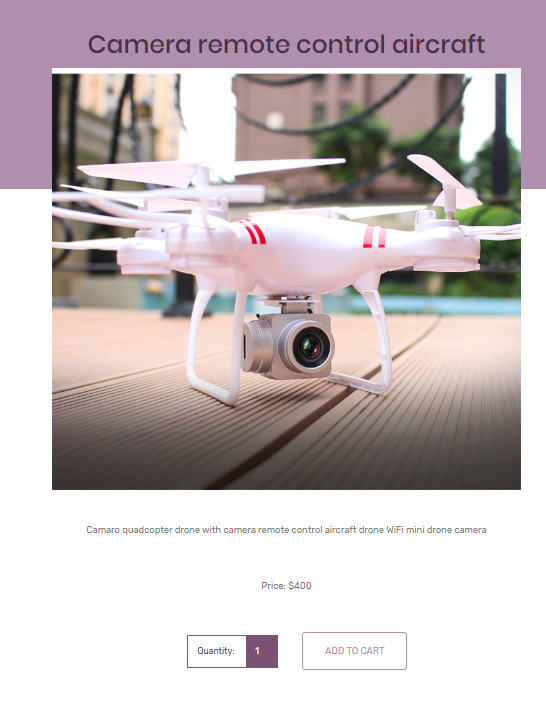 Camera remote control aircraft
Camaro quadcopter drone with camera remote control aircraft drone WiFi mini drone camera
Price: $400
Quantity: 1
ADD TO CART